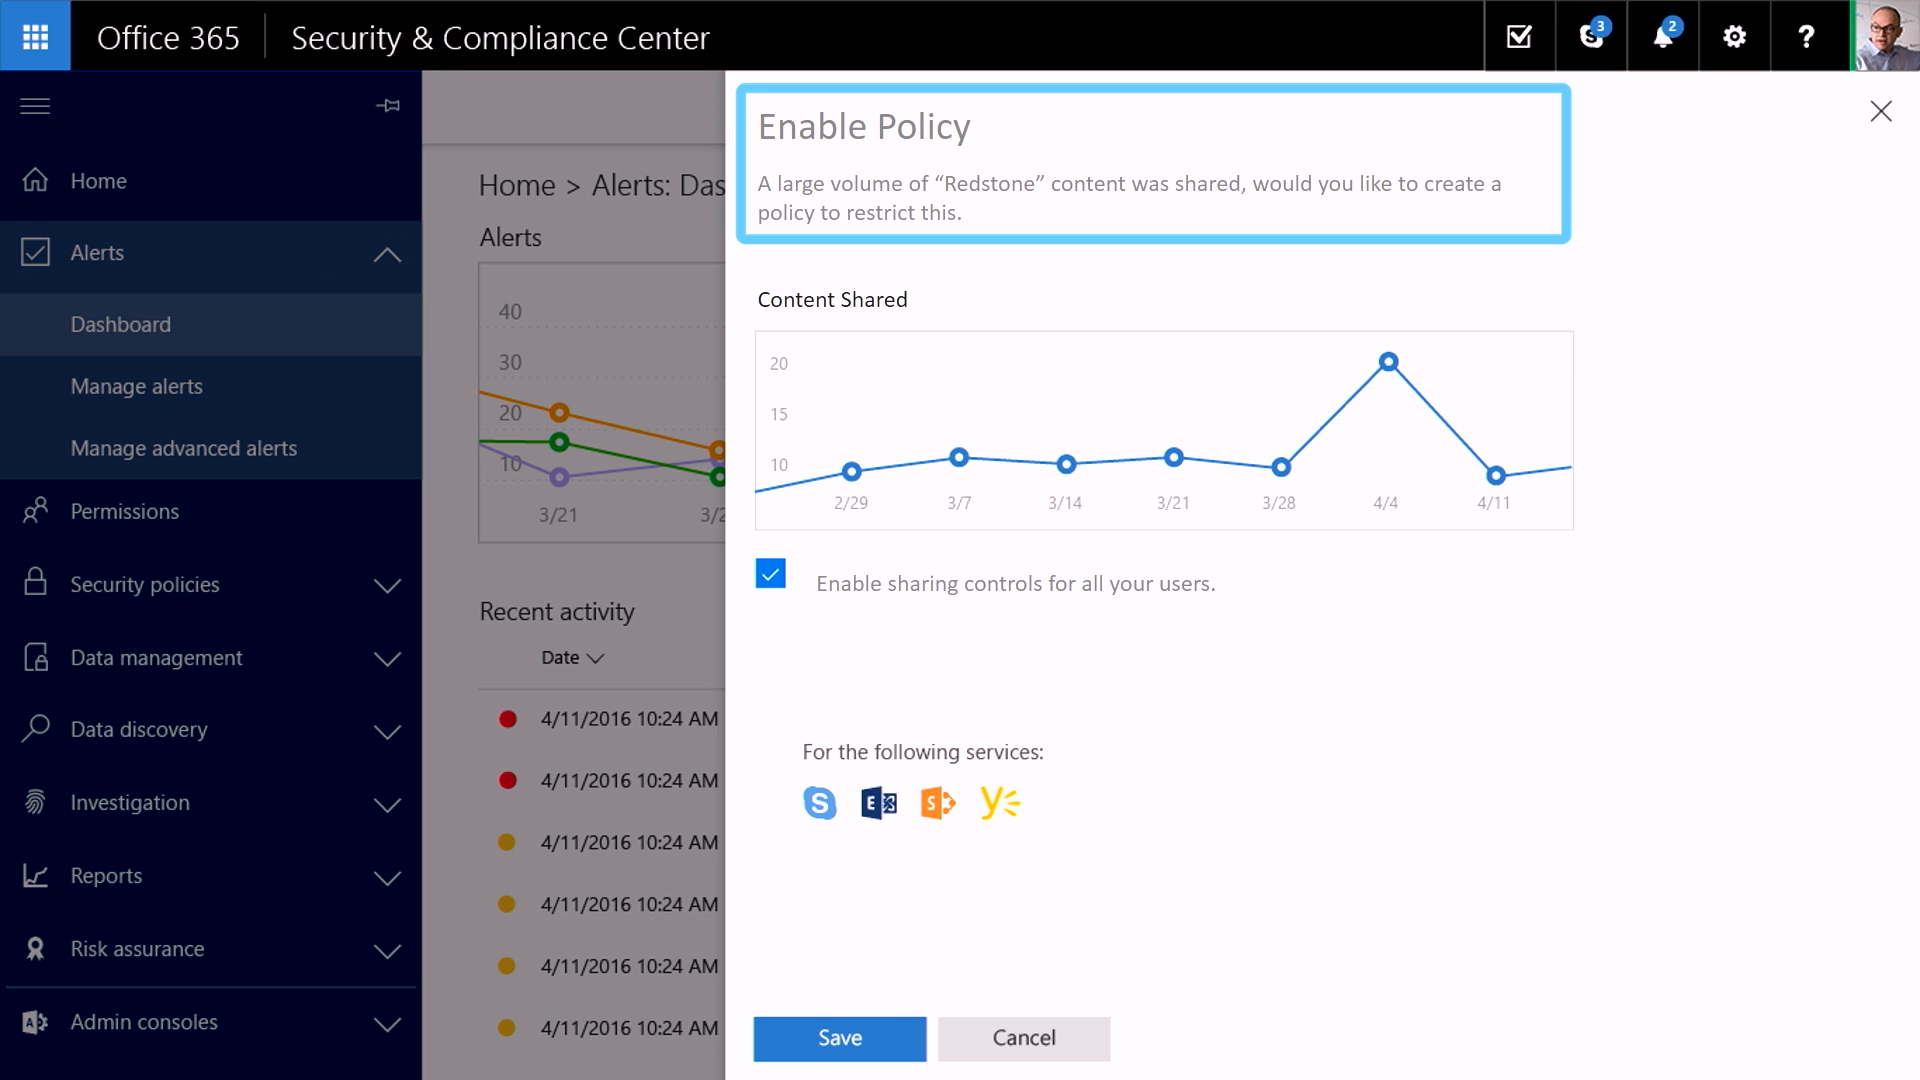 Office 365
Security & Compliance Center
3
2
?
Home
Alerts
Dashboard
Manage alerts
Manage advanced alerts
Permissions
Security policies
Data management
Data discovery
Investigation
Reports
Risk assurance
Admin consoles
Home > Alerts: Das
Alerts
40
30
20
10
3/21
3/2
Recent activity
Date
4/11/2016 10:24 AM
4/11/2016 10:24 AM
4/11/2016 10:24 AM
4/11/2016 10:24 AM
4/11/2016 10:24 AM
4/11/2016 10:24 AM
Enable Policy
A large volume of “Redstone” content was shared, would you like to create a
policy to restrict this.
Content Shared
20
15
10
2/29 3/7 3/14 3/21 3/28 4/4 4/11
Enable sharing controls for all your users.
For the following services:
Save
Cancel